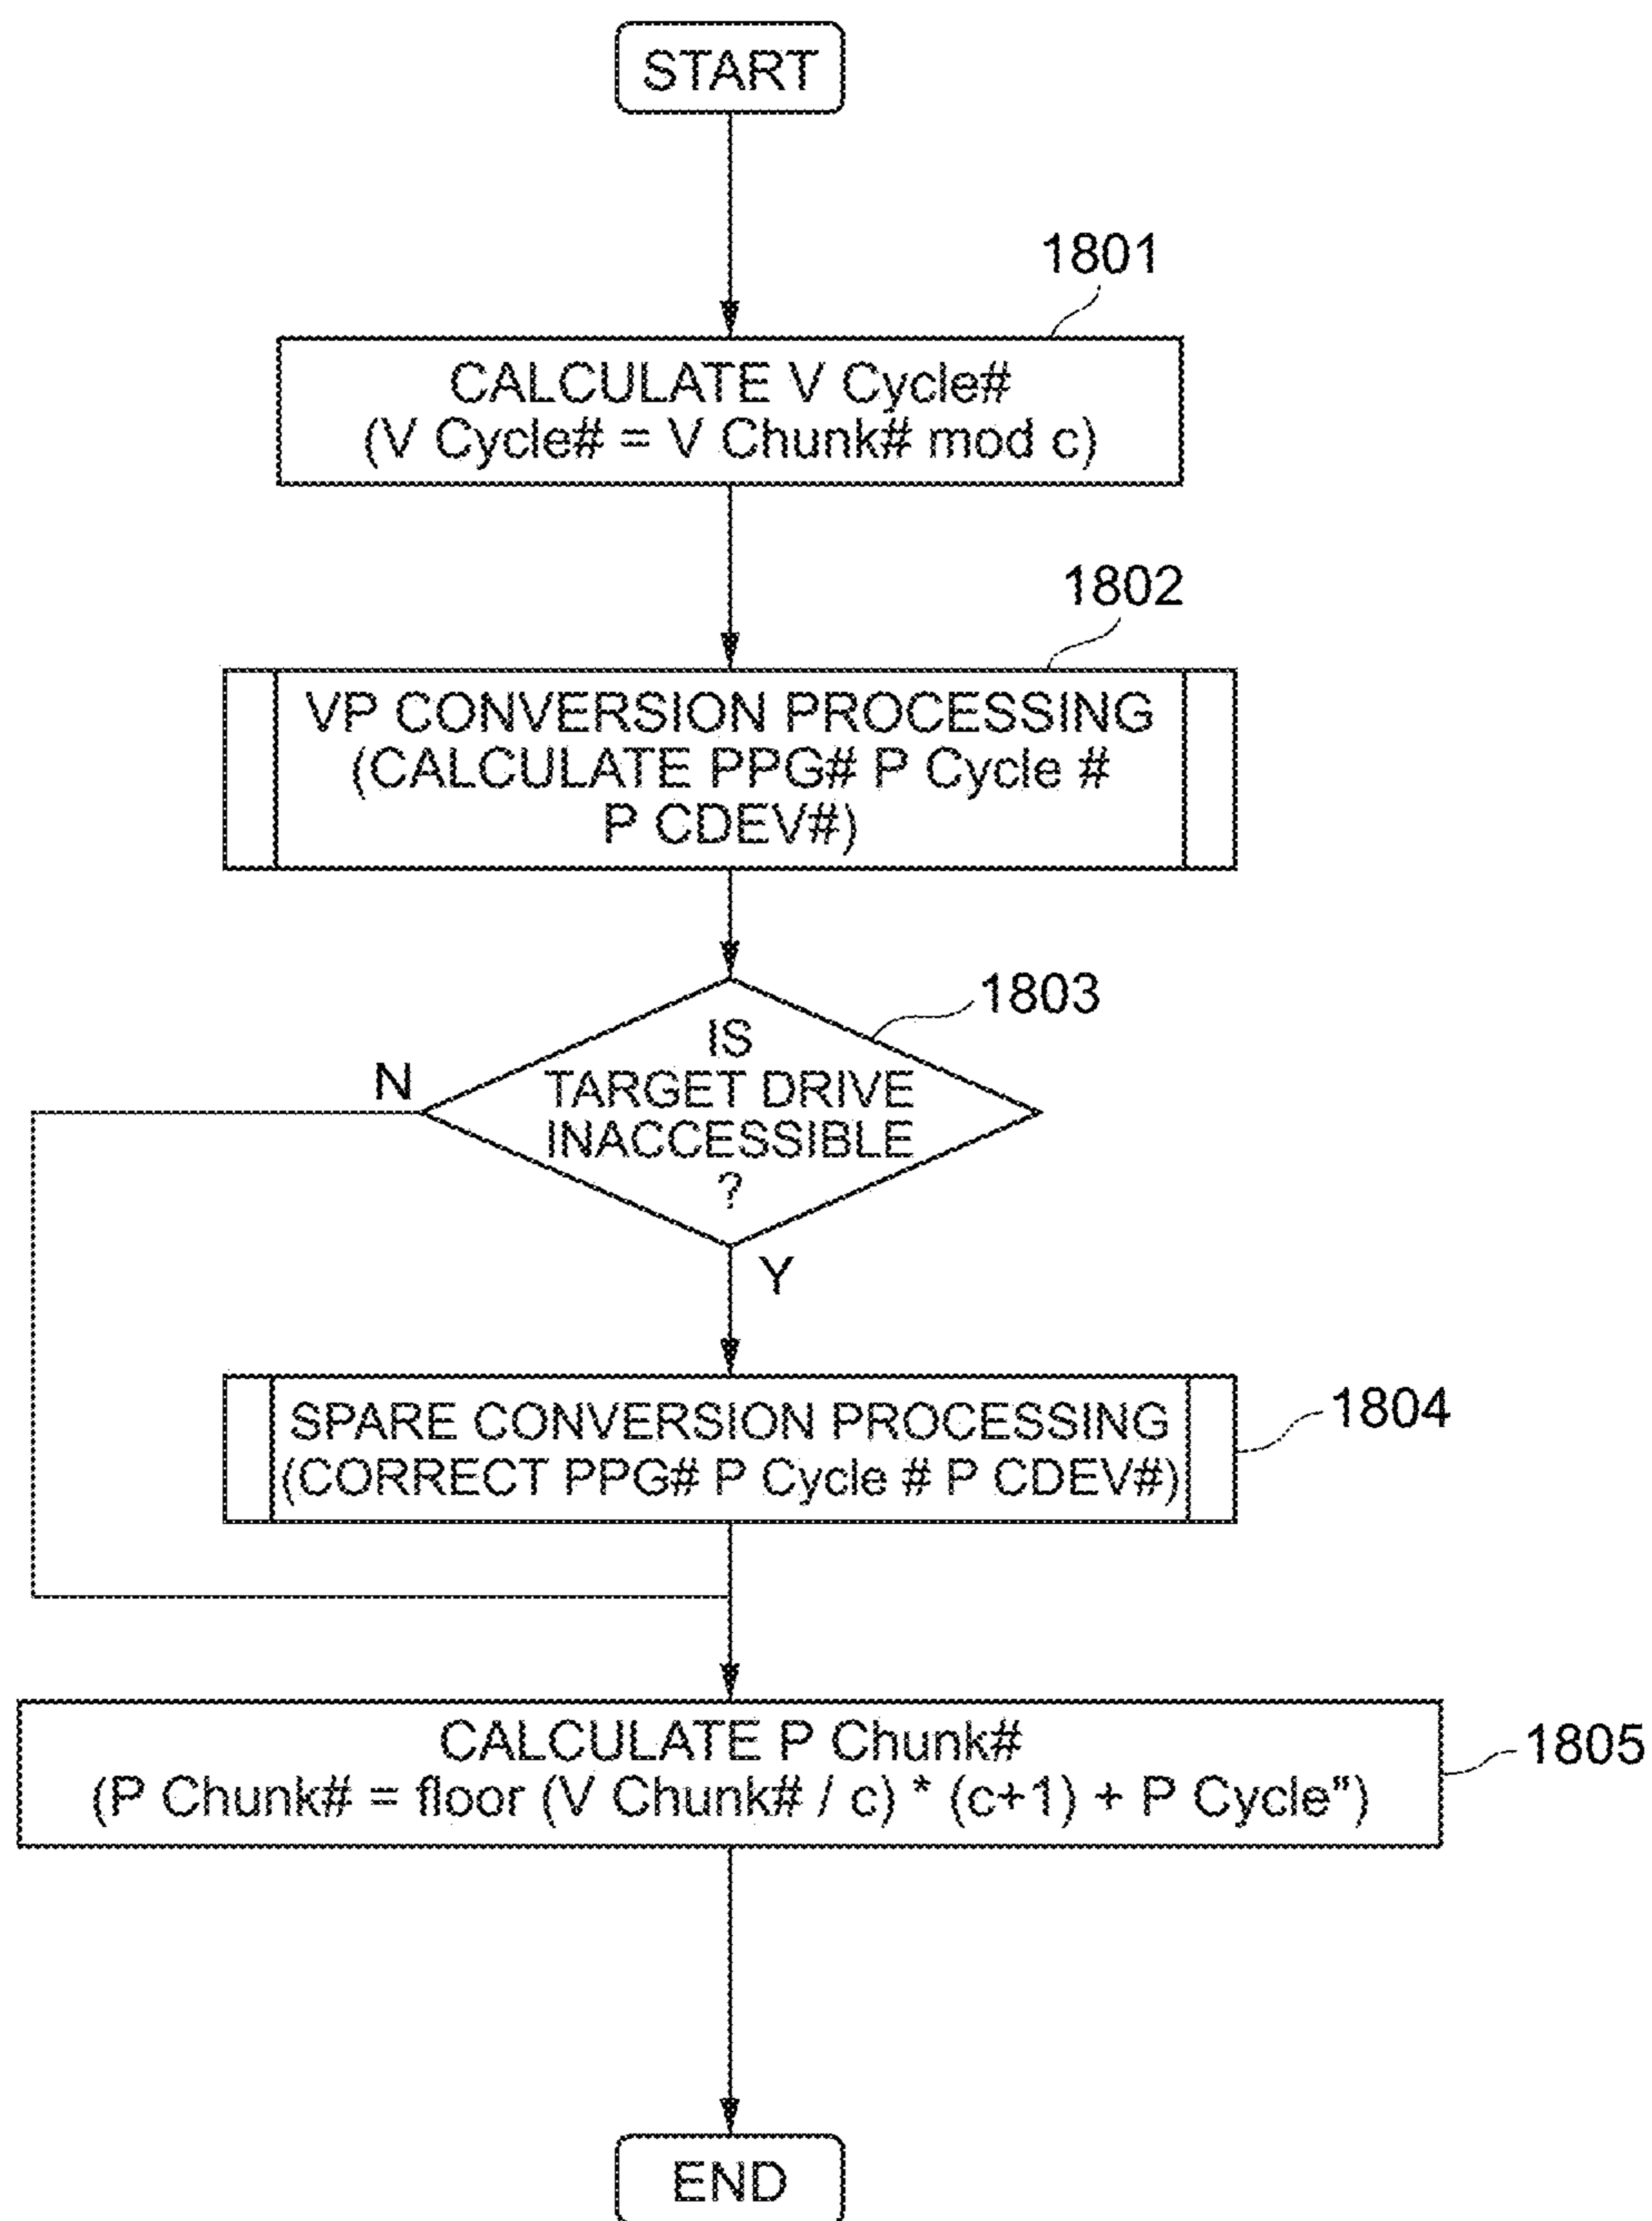 START
1801
CALCULATE V Cycle#
(V Cycle# = V Chunk# mod c)
1802
VP CONVERSION PROCESSING
(CALCULATE PPG# P Cycle #
P CDEV#)
1803
IS
TARGET DRIVE
INACCESSIBLE
?
N
Y
SPARE CONVERSION PROCESSING
(CORRECT PPG# P Cycle # P CDEV#)
1804
CALCULATE P Chunk#
(P Chunk# = floor (V Chunk# / c) * (c+1) + P Cycle")
1805
END